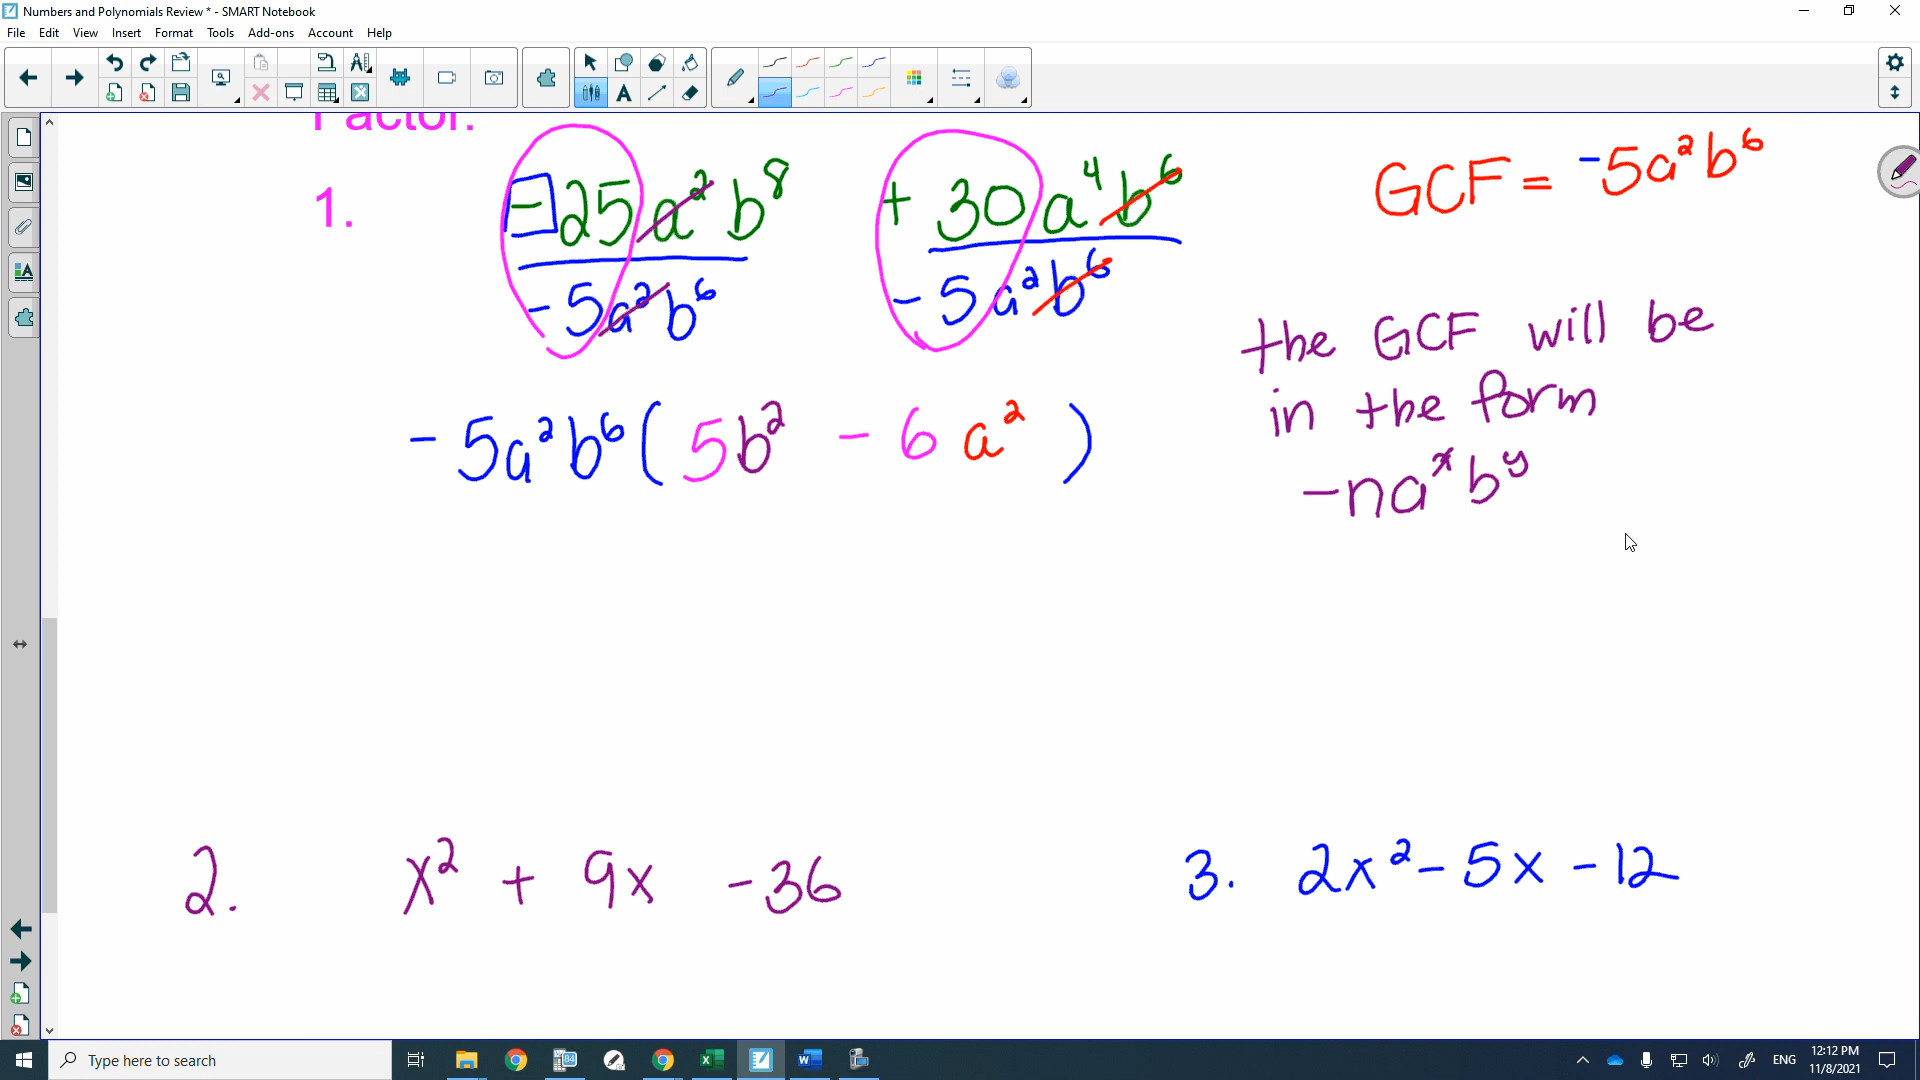 Numbers and Polynomials Review * - SMART Notebook
File Edit View Insert Format Tools Add-ons Account Help
Factor:
1. -25a²b⁸ + 30a⁴b⁶ GCF = -5a²b⁶
-5a²b⁶ -5a²b⁶
the GCF will be
in the form
-5a²b⁶(5b² - 6a²)
-naˣbʸ
2. x² + 9x - 36
3. 2x² - 5x - 12
Type here to search
ENG
12:12 PM
11/8/2021